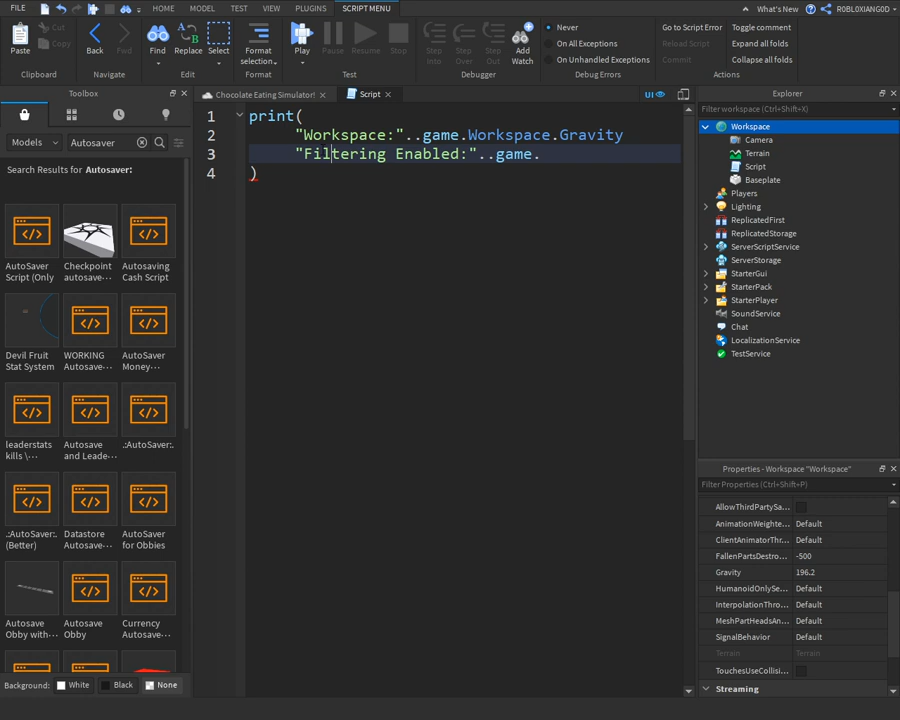 FILE HOME MODEL TEST VIEW PLUGINS SCRIPT MENU What's New R0BL0XIANG0D
Paste Cut Copy Clipboard
Back Fwd Navigate
Find Replace Select Edit
Format selection Format
Play Pause Resume Stop Test
Step Into Step Over Step Out Add Watch Debugger
Never
On All Exceptions
On Unhandled Exceptions
Debug Errors
Go to Script Error Toggle comment
Reload Script Expand all folds
Commit Collapse all folds
Actions
Toolbox
Chocolate Eating Simulator! Script UI
Models Autosaver
Search Results for Autosaver:
AutoSaver Script (Only
Checkpoint autosave···
Autosaving Cash Script
Devil Fruit Stat System
WORKING Autosave···
AutoSaver Money···
leaderstats kills \···
Autosave and Leade···
.:AutoSaver:.
.:AutoSaver:. (Better)
Datastore Autosave···
AutoSaver for Obbies
Autosave Obby with···
Autosave Obby
Currency Autosave···
Background: White Black None
1 print(
2 "Workspace:"..game.Workspace.Gravity
3 "Filtering Enabled:"..game.
4 )
Explorer
Filter workspace (Ctrl+Shift+X)
Workspace
Camera
Terrain
Script
Baseplate
Players
Lighting
ReplicatedFirst
ReplicatedStorage
ServerScriptService
ServerStorage
StarterGui
StarterPack
StarterPlayer
SoundService
Chat
LocalizationService
TestService
Properties - Workspace "Workspace"
Filter Properties (Ctrl+Shift+P)
AllowThirdPartySa...
AnimationWeighte... Default
ClientAnimatorThr... Default
FallenPartsDestro... -500
Gravity 196.2
HumanoidOnlySe... Default
InterpolationThro... Default
MeshPartHeadsAn... Default
SignalBehavior Default
Terrain Terrain
TouchesUseCollisi...
Streaming